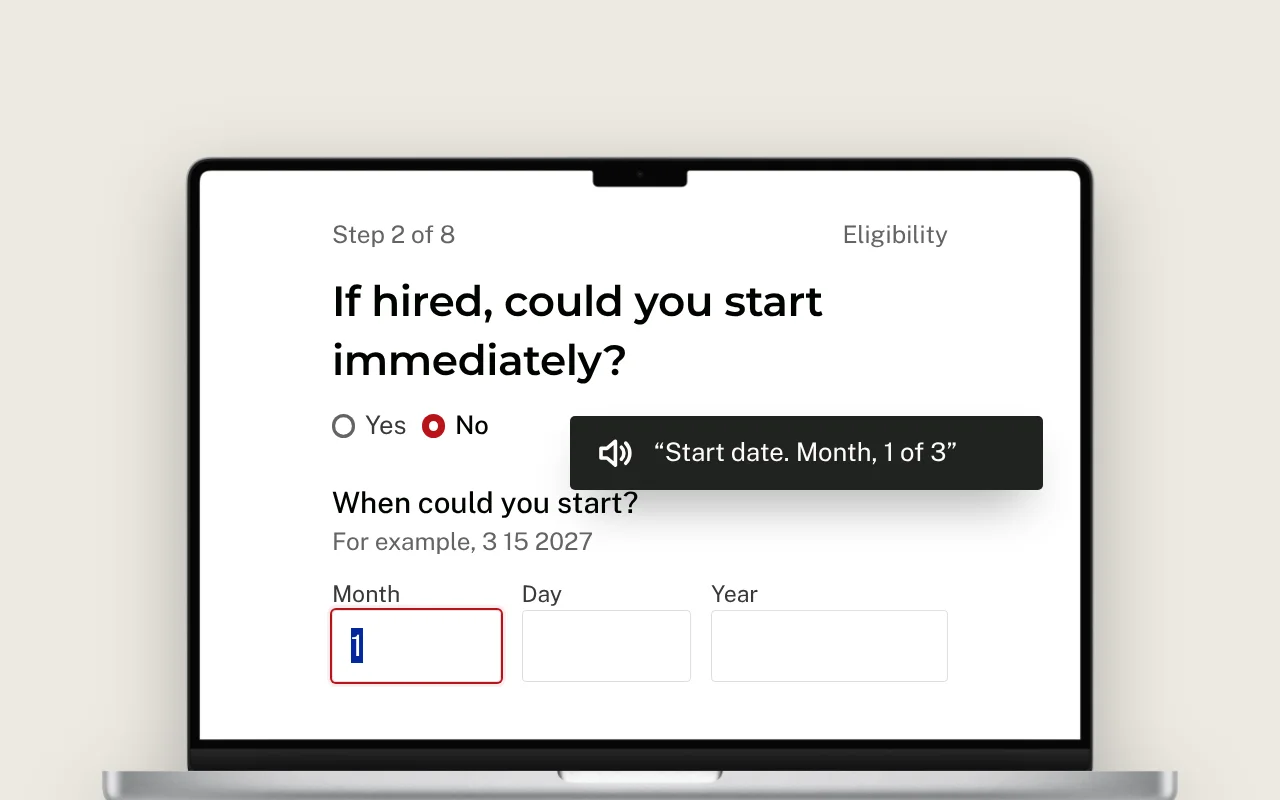 Step 2 of 8
Eligibility
If hired, could you start
immediately?
Yes
No
“Start date. Month, 1 of 3”
When could you start?
For example, 3 15 2027
Month
Day
Year
1